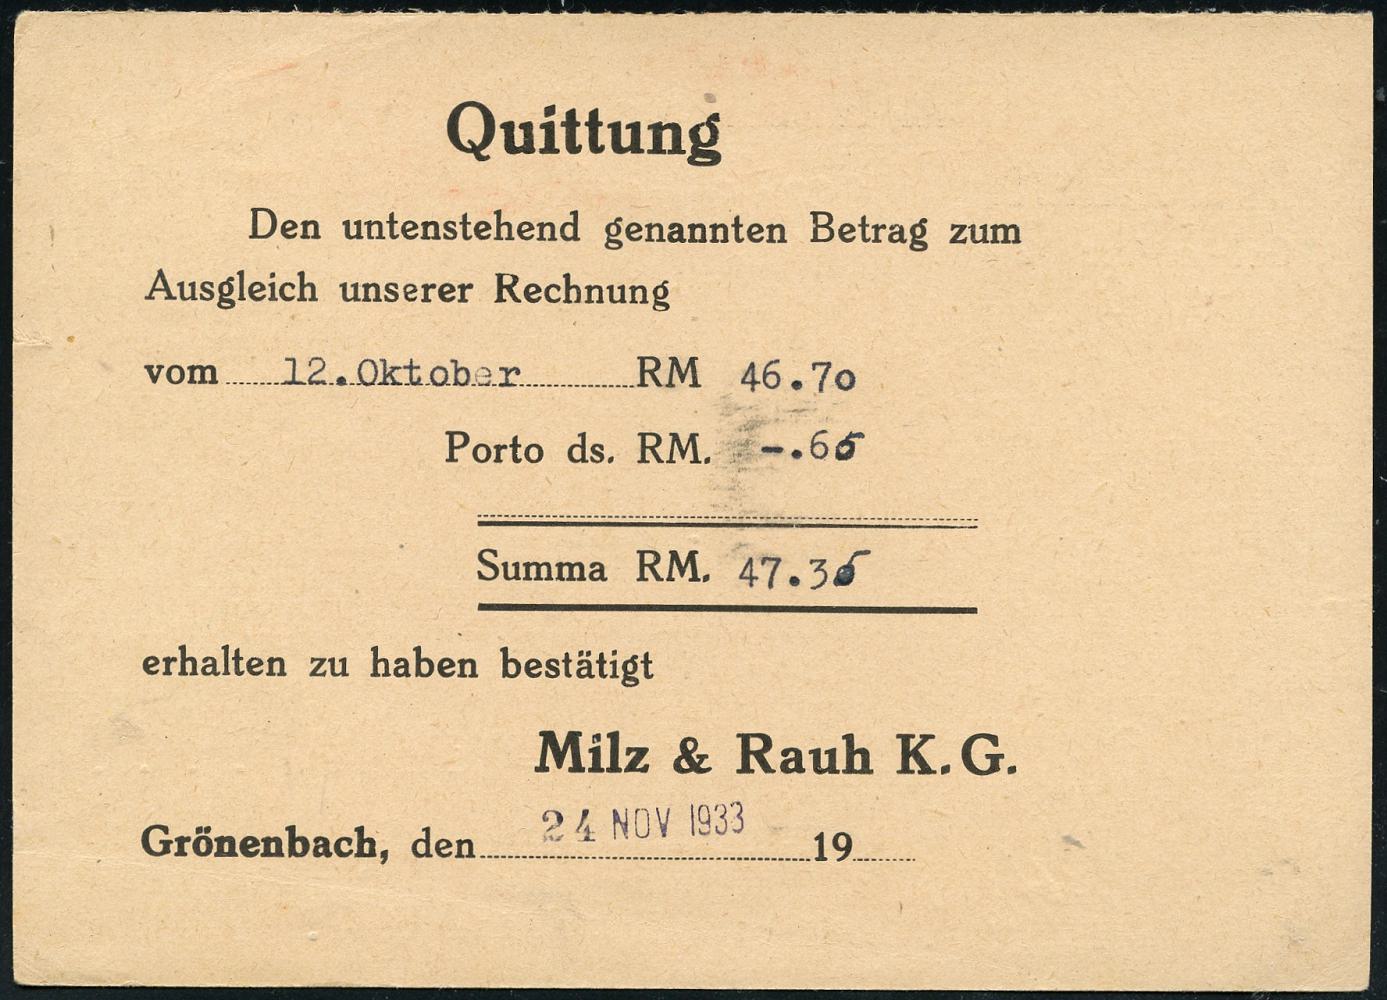 Quittung
Den untenstehend genannten Betrag zum
Ausgleich unserer Rechnung
vom 12.Oktober RM 46.70
Porto ds. RM. -.65
Summa RM. 47.35
erhalten zu haben bestätigt
Milz & Rauh K.G.
Grönenbach, den 24 NOV 1933 19